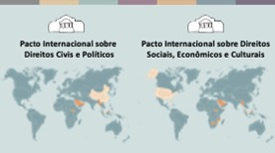 Pacto Internacional sobre
Direitos Civis e Políticos
Pacto Internacional sobre Direitos
Sociais, Econômicos e Culturais